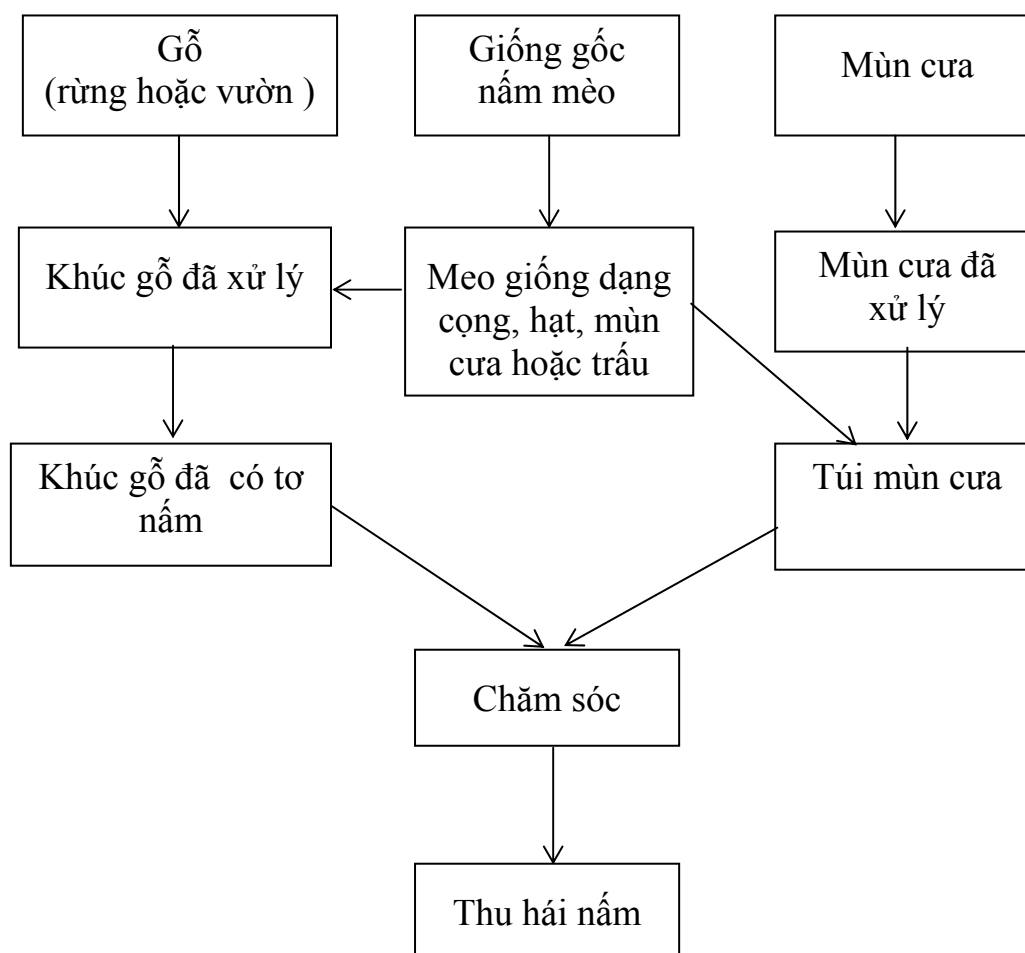 Gỗ
(rừng hoặc vườn )
Giống gốc
nấm mèo
Mùn cưa
Khúc gỗ đã xử lý
Meo giống dạng
cọng, hạt, mùn
cưa hoặc trấu
Mùn cưa đã
xử lý
Khúc gỗ đã có tơ
nấm
Túi mùn cưa
Chăm sóc
Thu hái nấm